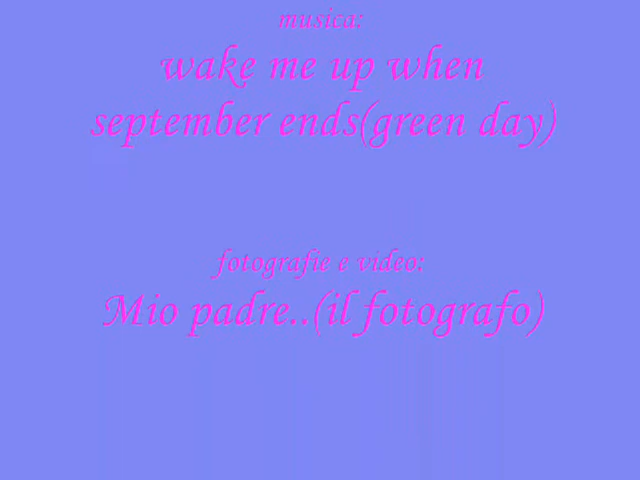 musica:
wake me up when
september ends(green day)
fotografie e video:
Mio padre..(il fotografo)